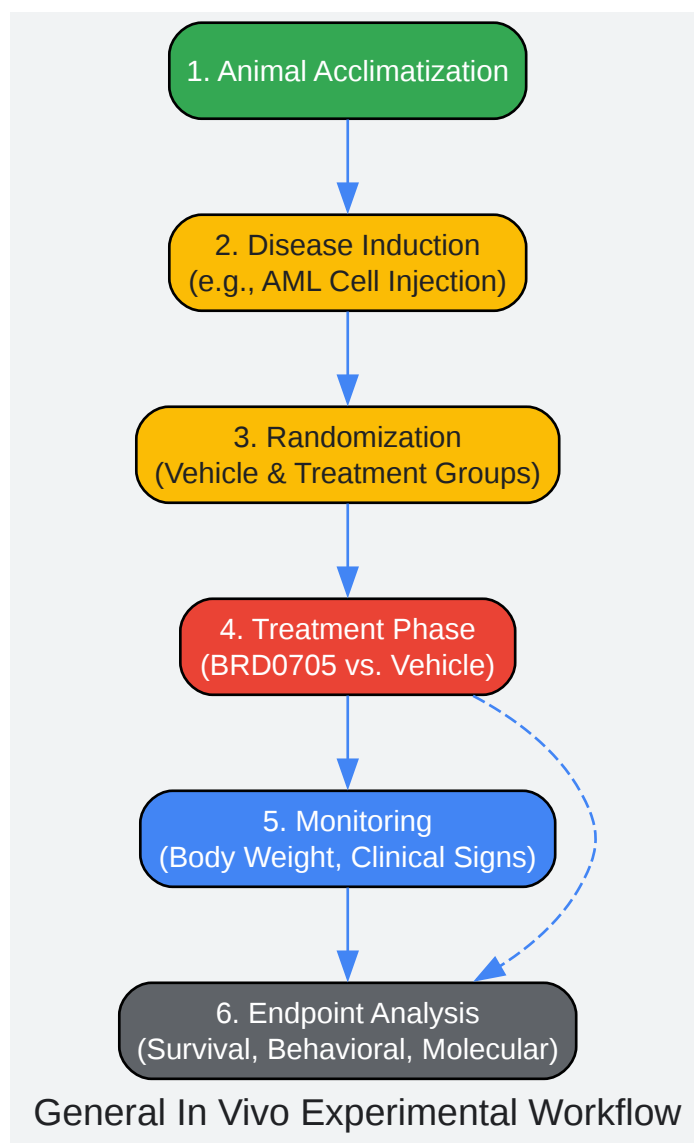 1. Animal Acclimatization
2. Disease Induction
(e.g., AML Cell Injection)
3. Randomization
(Vehicle & Treatment Groups)
4. Treatment Phase
(BRD0705 vs. Vehicle)
5. Monitoring
(Body Weight, Clinical Signs)
6. Endpoint Analysis
(Survival, Behavioral, Molecular)
General In Vivo Experimental Workflow